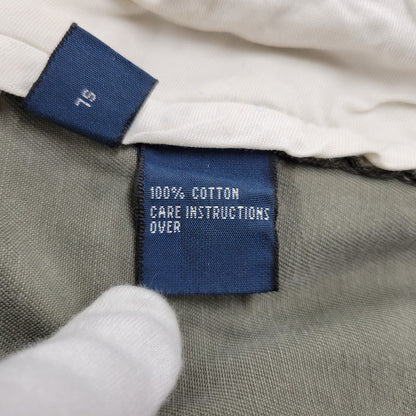 100% COTTON
CARE INSTRUCTIONS
OVER